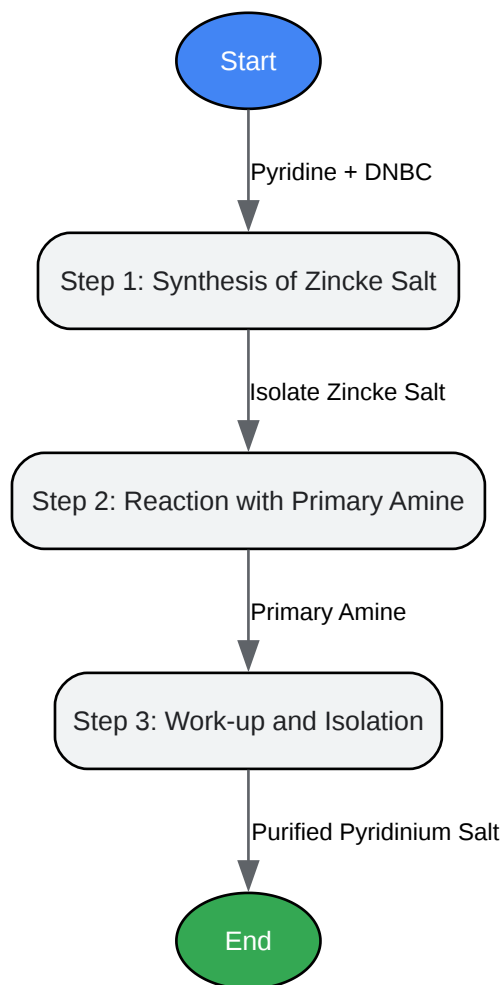 Start
Pyridine + DNBC
Step 1: Synthesis of Zincke Salt
Isolate Zincke Salt
Step 2: Reaction with Primary Amine
Primary Amine
Step 3: Work-up and Isolation
Purified Pyridinium Salt
End